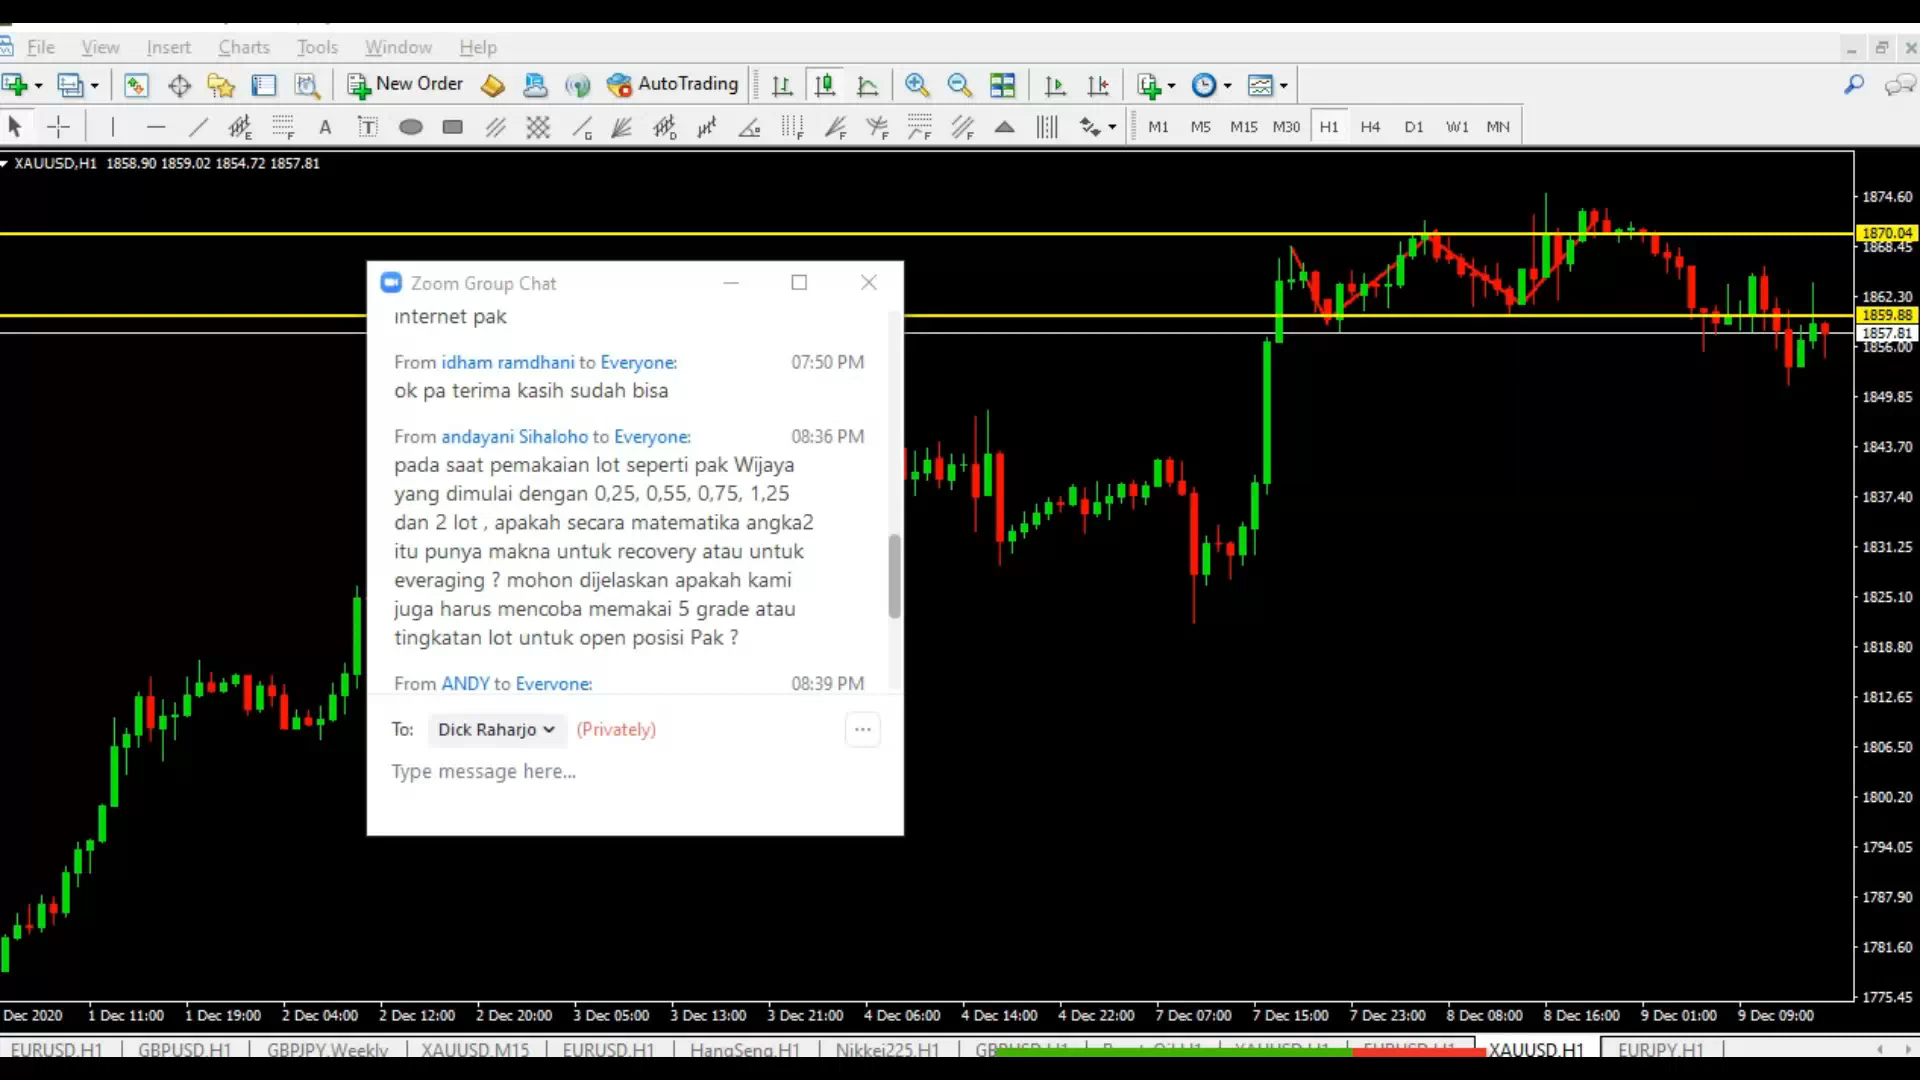 File View Insert Charts Tools Window Help
New Order AutoTrading
A T E F G D F F F F
M1 M5 M15 M30 H1 H4 D1 W1 MN
XAUUSD,H1 1858.90 1859.02 1854.72 1857.81
1874.60
1870.04
1868.45
1862.30
1859.88
1857.81
1856.00
1849.85
1843.70
1837.40
1831.25
1825.10
1818.80
1812.65
1806.50
1800.20
1794.05
1787.90
1781.60
1775.45
Zoom Group Chat
internet pak
From idham ramdhani to Everyone: 07:50 PM
ok pa terima kasih sudah bisa
From andayani Sihaloho to Everyone: 08:36 PM
pada saat pemakaian lot seperti pak Wijaya
yang dimulai dengan 0,25, 0,55, 0,75, 1,25
dan 2 lot , apakah secara matematika angka2
itu punya makna untuk recovery atau untuk
everaging ? mohon dijelaskan apakah kami
juga harus mencoba memakai 5 grade atau
tingkatan lot untuk open posisi Pak ?
From ANDY to Everyone: 08:39 PM
To: Dick Raharjo (Privately)
Type message here...
Dec 2020 1 Dec 11:00 1 Dec 19:00 2 Dec 04:00 2 Dec 12:00 2 Dec 20:00 3 Dec 05:00 3 Dec 13:00 3 Dec 21:00 4 Dec 06:00 4 Dec 14:00 4 Dec 22:00 7 Dec 07:00 7 Dec 15:00 7 Dec 23:00 8 Dec 08:00 8 Dec 16:00 9 Dec 01:00 9 Dec 09:00
EURUSD,H1 GBPUSD,H1 GBPJPY,Weekly XAUUSD,M15 EURUSD,H1 HangSeng,H1 Nikkei225,H1 GBPUSD,H1 XAUUSD,H1 EURUSD,H1 XAUUSD,H1 EURJPY,H1